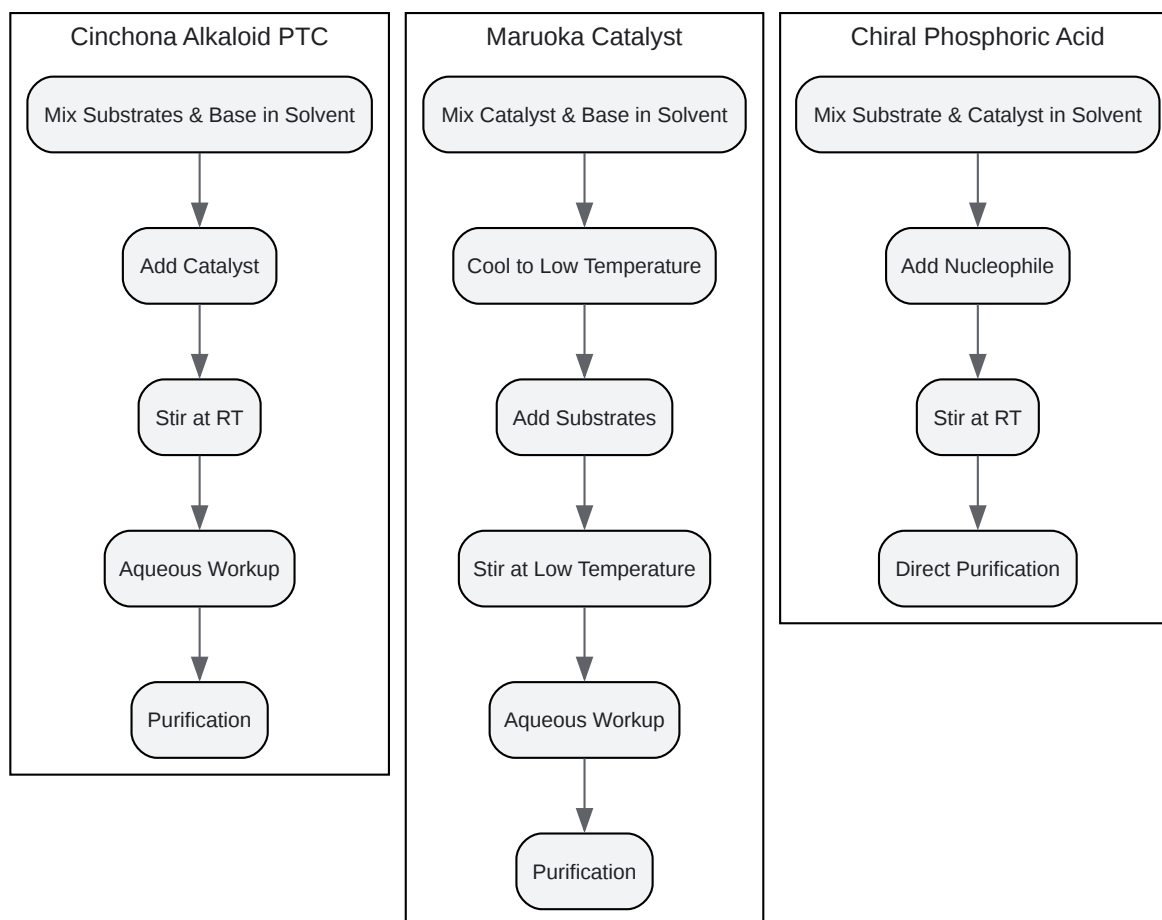 Cinchona Alkaloid PTC
Mix Substrates & Base in Solvent
Add Catalyst
Stir at RT
Aqueous Workup
Purification
Maruoka Catalyst
Mix Catalyst & Base in Solvent
Cool to Low Temperature
Add Substrates
Stir at Low Temperature
Aqueous Workup
Purification
Chiral Phosphoric Acid
Mix Substrate & Catalyst in Solvent
Add Nucleophile
Stir at RT
Direct Purification